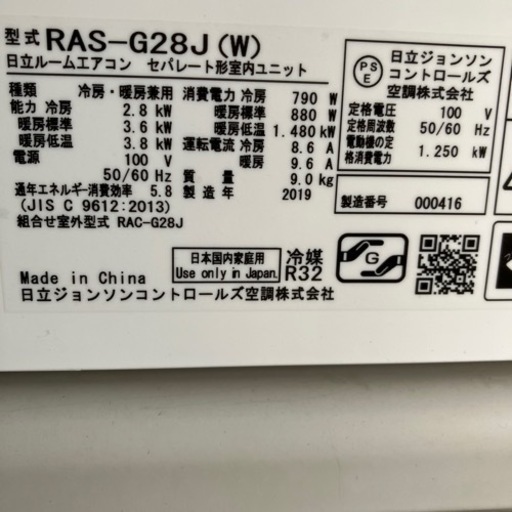 型式 RAS-G28J(W)
日立ルームエアコン セパレート形室内ユニット
種類 冷房・暖房兼用
能力 冷房 2.8 kW
暖房標準 3.6 kW
暖房低温 3.8 kW
電源 100 V
50/60 Hz
通年エネルギー消費効率 5.8
(JIS C 9612:2013)
組合せ室外型式 RAC-G28J
消費電力 冷房 790 W
暖房標準 880 W
暖房低温 1.480 kW
運転電流 冷房 8.6 A
暖房 9.6 A
質量 9.0 kg
製造年 2019
PS
E
日立ジョンソン
コントロールズ
空調株式会社
定格電圧 100 V
定格周波数 50/60 Hz
電動機の定
格消費電力 1.250 kW
製造番号 000416
日本国内家庭用
Use only in Japan.
冷媒
R32
G
Made in China
日立ジョンソンコントロールズ空調株式会社